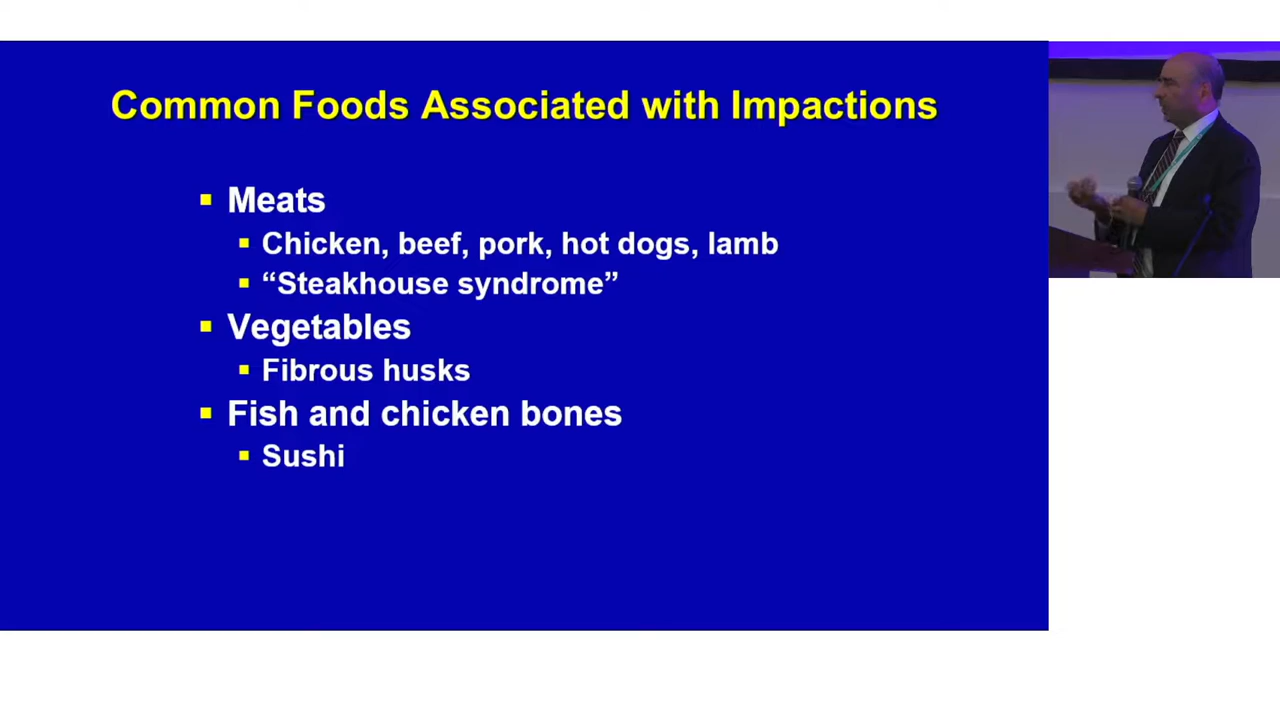 Common Foods Associated with Impactions
Meats
Chicken, beef, pork, hot dogs, lamb
“Steakhouse syndrome”
Vegetables
Fibrous husks
Fish and chicken bones
Sushi